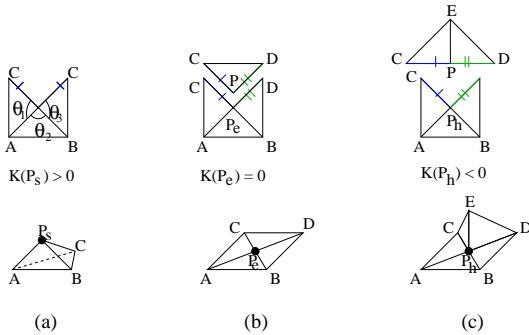 E
C D C P D
C C C P D C
θ1 θ3 Pe Ph
θ2
A B A B A B
K(Ps) > 0 K(Pe) = 0 K(Ph) < 0
E
Ps C D C D
C Pe Ph
A B A B A B
(a) (b) (c)